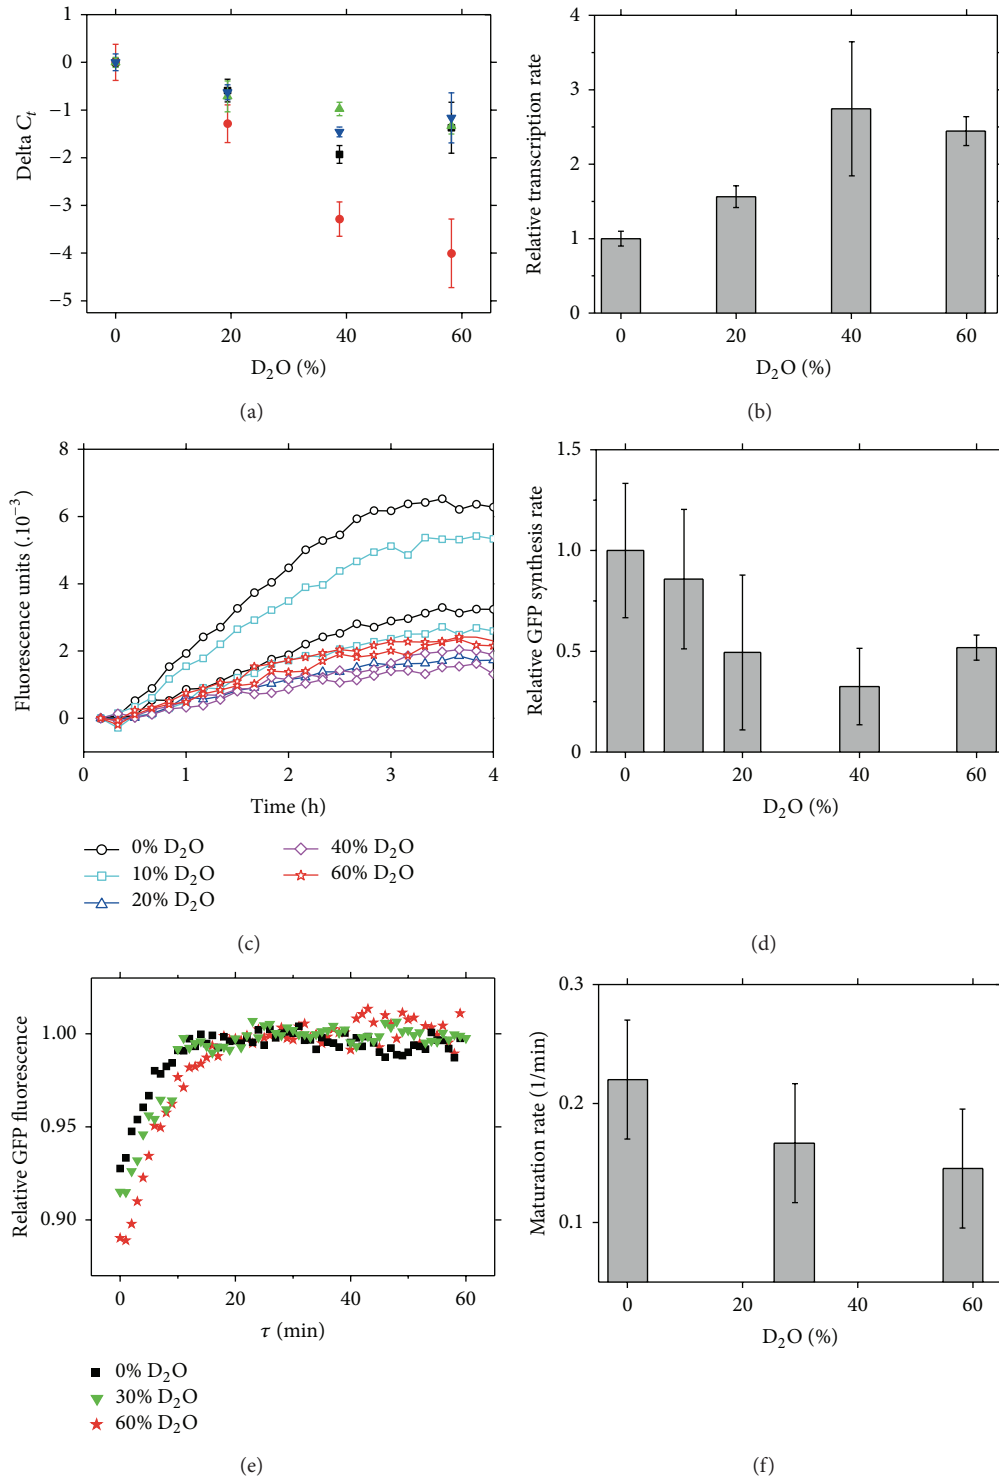 1
0
−1
−2
−3
−4
−5
Delta C_t
0
20
40
60
D₂O (%)
(a)
4
3
2
1
0
Relative transcription rate
0
20
40
60
D₂O (%)
(b)
8
6
4
2
0
Fluorescence units (.10⁻³)
0
1
2
3
4
Time (h)
0% D₂O
10% D₂O
20% D₂O
40% D₂O
60% D₂O
(c)
1.5
1.0
0.5
0
Relative GFP synthesis rate
0
20
40
60
D₂O (%)
(d)
1.00
0.95
0.90
Relative GFP fluorescence
0
20
40
60
τ (min)
0% D₂O
30% D₂O
60% D₂O
(e)
0.3
0.2
0.1
Maturation rate (1/min)
0
20
40
60
D₂O (%)
(f)